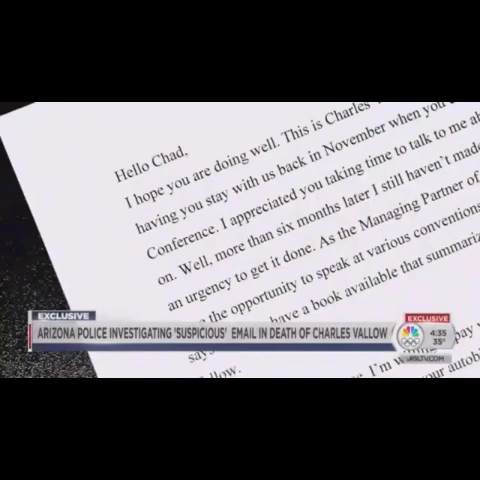 Hello Chad,
I hope you are doing well. This is Charles
having you stay with us back in November when you
Conference. I appreciated you taking time to talk to me
on. Well, more than six months later I still haven't made
an urgency to get it done. As the Managing Partner of
the opportunity to speak at various conventions
have a book available that
says
I'm
pay
EXCLUSIVE
ARIZONA POLICE INVESTIGATING 'SUSPICIOUS' EMAIL IN DEATH OF CHARLES VALLOW
EXCLUSIVE
4:35
35°
KSLTV.COM